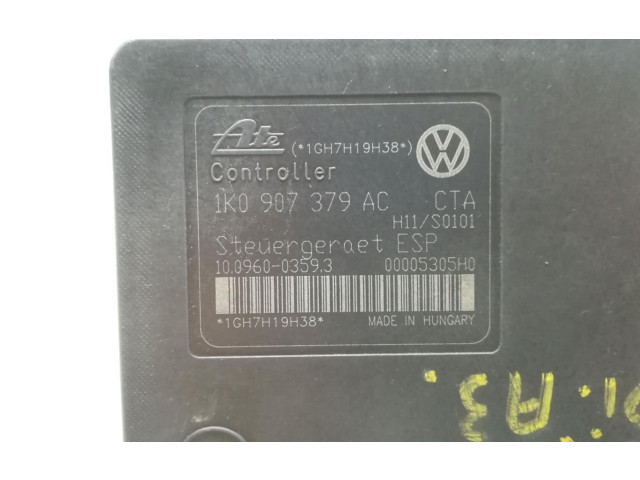 Ate (*1GH7H19H38*)
Controller
1K0 907 379 AC CTA
H11/S0101
Steuergeraet ESP
10.0960-0359.3 00005305H0
*1GH7H19H38* MADE IN HUNGARY
A3.